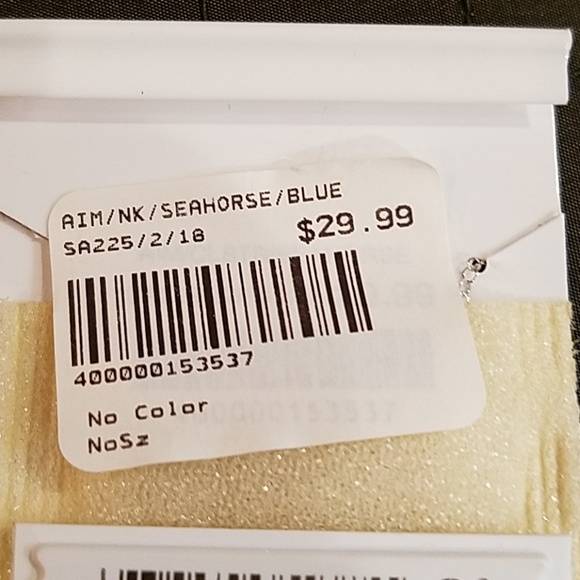 AIM/NK/SEAHORSE/BLUE
SA225/2/18
$29.99
400000153537
No Color
NoSz